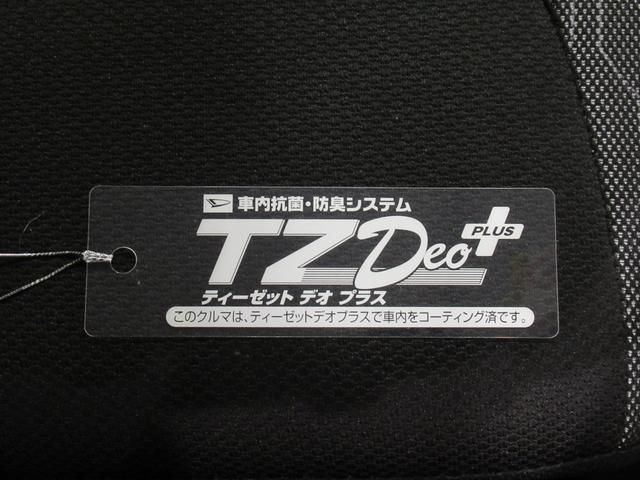 車内抗菌・防臭システム
TZ Deo PLUS
ティーゼット デオ プラス
このクルマは、ティーゼットデオプラスで車内をコーティング済です。